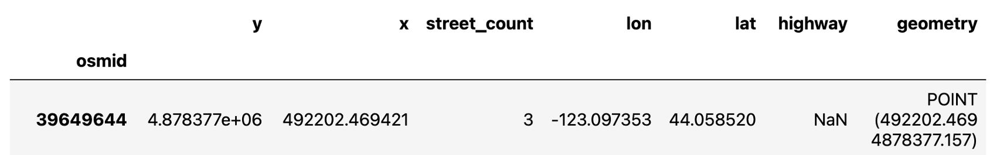 y x street_count lon lat highway geometry
osmid
POINT
39649644 4.878377e+06 492202.469421 3 -123.097353 44.058520 NaN (492202.469
4878377.157)